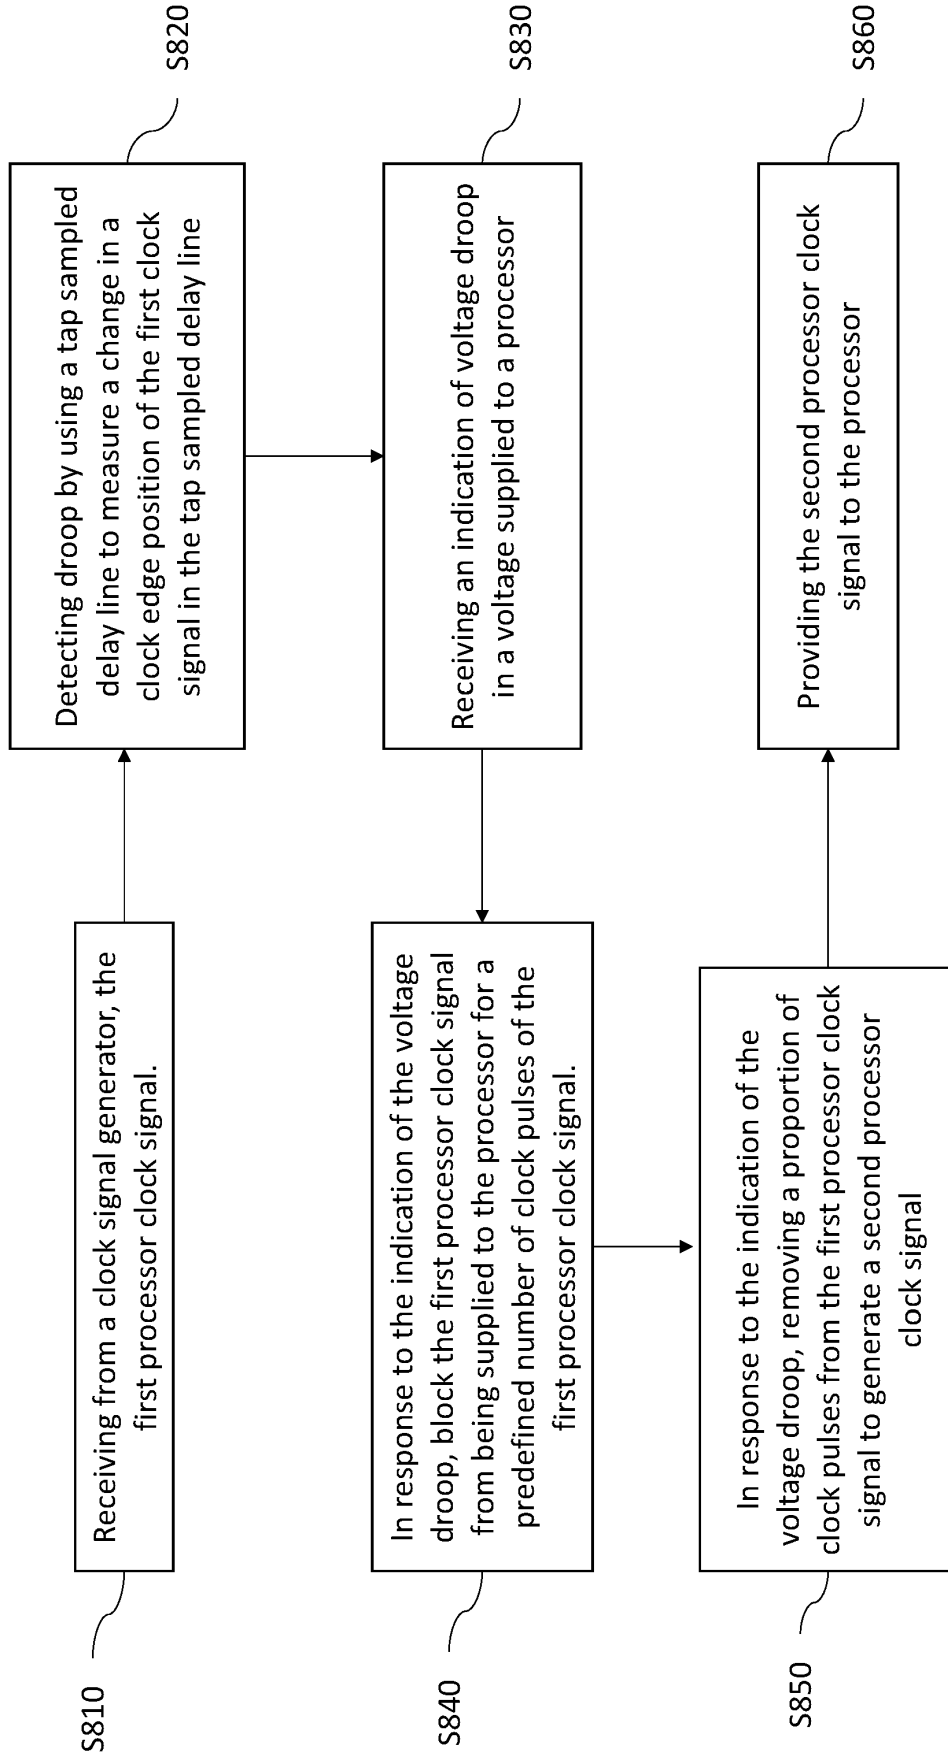 S810
Receiving from a clock signal generator, the
first processor clock signal.
Detecting droop by using a tap sampled
delay line to measure a change in a
clock edge position of the first clock
signal in the tap sampled delay line
S820
Receiving an indication of voltage droop
in a voltage supplied to a processor
S830
S840
In response to the indication of the voltage
droop, block the first processor clock signal
from being supplied to the processor for a
predefined number of clock pulses of the
first processor clock signal.
S850
In response to the indication of the
voltage droop, removing a proportion of
clock pulses from the first processor clock
signal to generate a second processor
clock signal
Providing the second processor clock
signal to the processor
S860